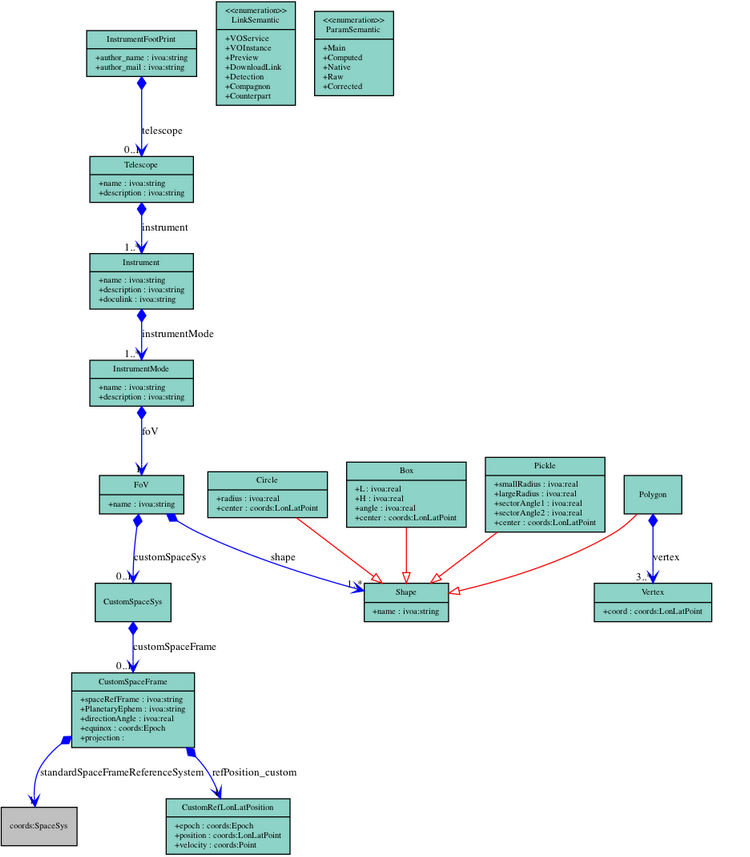 <<enumeration>>
LinkSemantic
+VOService
+VOInstance
+Preview
+DownloadLink
+Detection
+Compagnon
+Counterpart
<<enumeration>>
ParamSemantic
+Main
+Computed
+Native
+Raw
+Corrected
InstrumentFootPrint
+author_name : ivoa:string
+author_mail : ivoa:string
telescope
Telescope
+name : ivoa:string
+description : ivoa:string
instrument
1..*
Instrument
+name : ivoa:string
+description : ivoa:string
+doculink : ivoa:string
instrumentMode
1..*
InstrumentMode
+name : ivoa:string
+description : ivoa:string
foV
FoV
+name : ivoa:string
Circle
+radius : ivoa:real
+center : coords:LonLatPoint
Box
+L : ivoa:real
+H : ivoa:real
+angle : ivoa:real
+center : coords:LonLatPoint
Pickle
+smallRadius : ivoa:real
+largeRadius : ivoa:real
+sectorAngle1 : ivoa:real
+sectorAngle2 : ivoa:real
+center : coords:LonLatPoint
Polygon
customSpaceSys
shape
vertex
1..*
3..*
CustomSpaceSys
Shape
+name : ivoa:string
Vertex
+coord : coords:LonLatPoint
customSpaceFrame
CustomSpaceFrame
+spaceRefFrame : ivoa:string
+PlanetaryEphem : ivoa:string
+directionAngle : ivoa:real
+equinox : coords:Epoch
+projection :
standardSpaceFrameReferenceSystem
refPosition_custom
coords:SpaceSys
CustomRefLonLatPosition
+epoch : coords:Epoch
+position : coords:LonLatPoint
+velocity : coords:Point